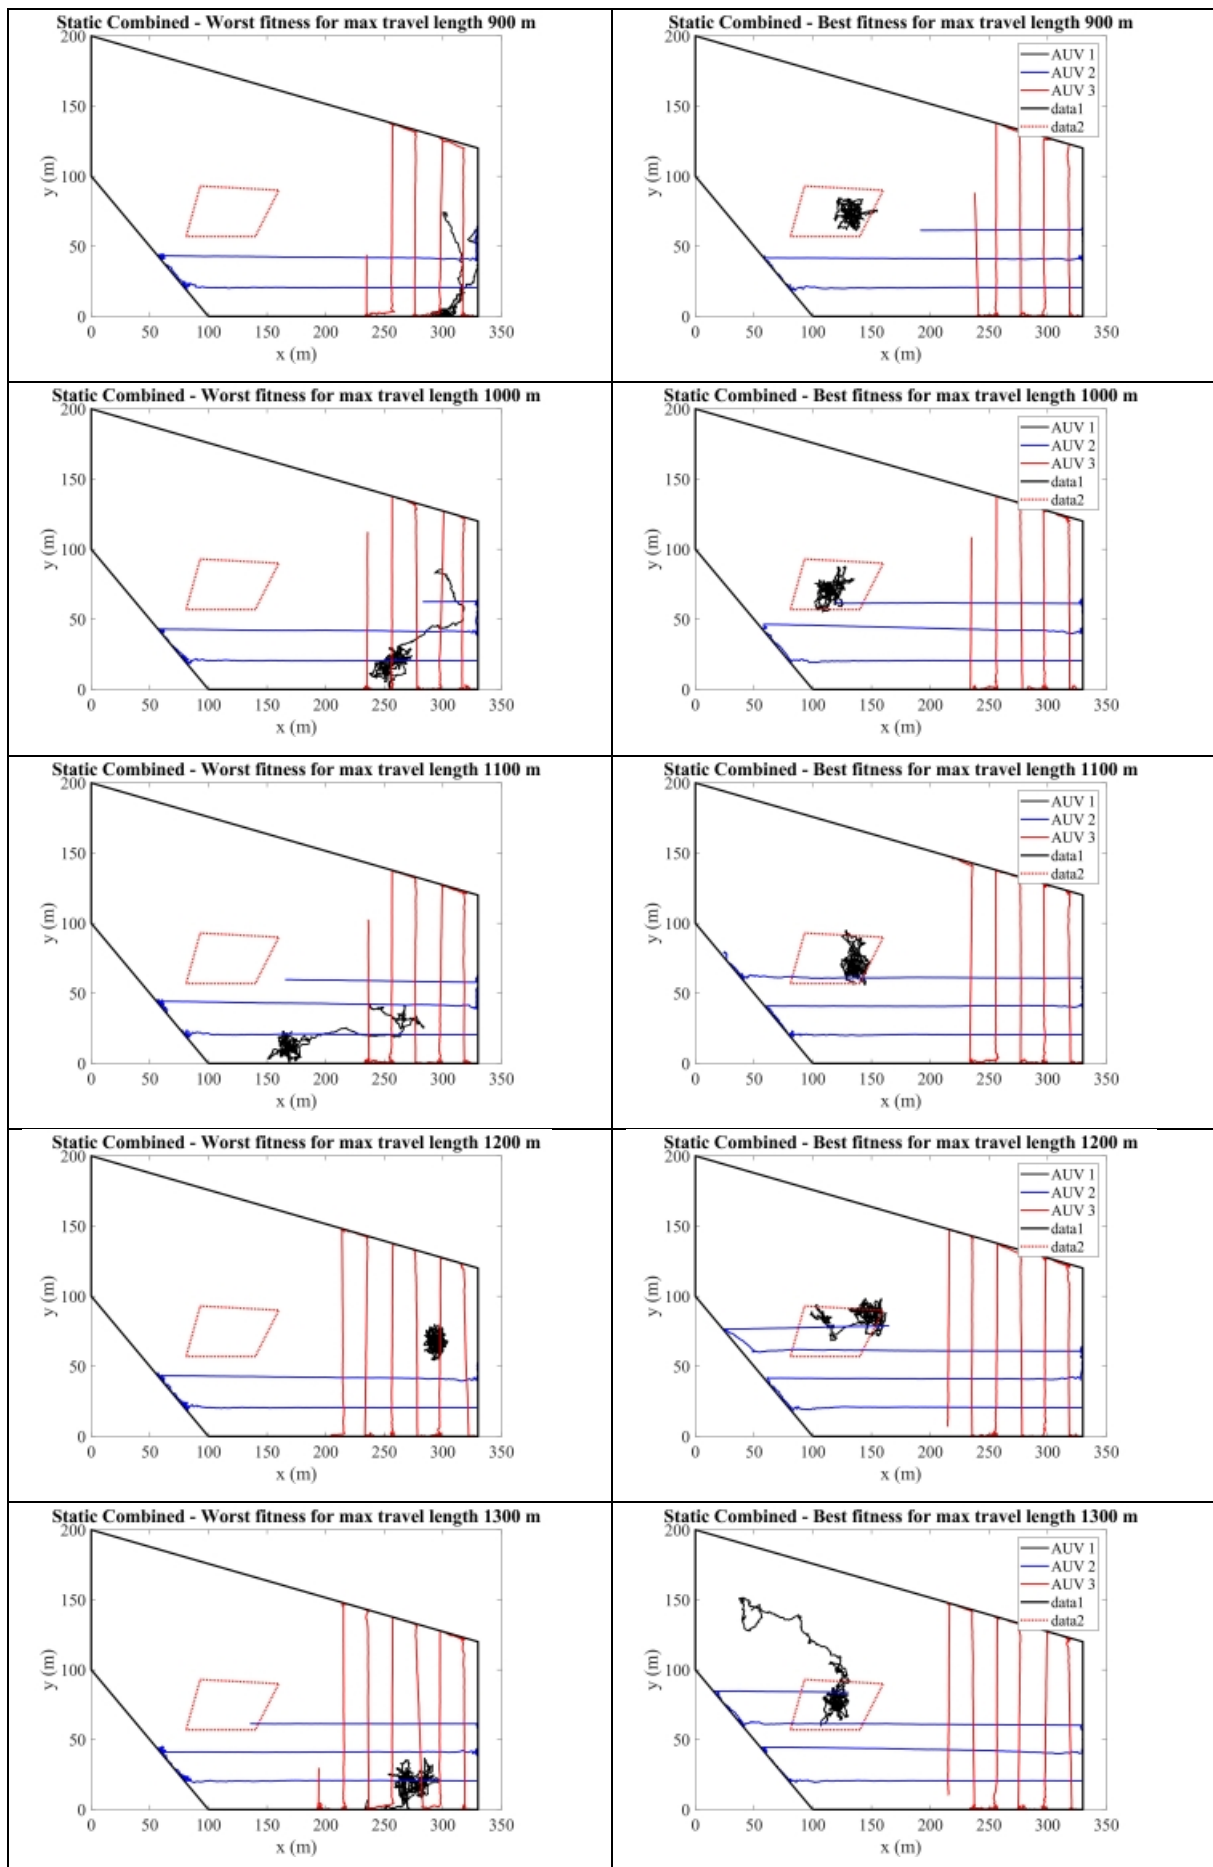 Static Combined - Worst fitness for max travel length 900 m
200
150
100
50
0
y (m)
0 50 100 150 200 250 300 350
x (m)
Static Combined - Best fitness for max travel length 900 m
AUV 1
AUV 2
AUV 3
data1
data2
200
150
100
50
0
y (m)
0 50 100 150 200 250 300 350
x (m)
Static Combined - Worst fitness for max travel length 1000 m
200
150
100
50
0
y (m)
0 50 100 150 200 250 300 350
x (m)
Static Combined - Best fitness for max travel length 1000 m
AUV 1
AUV 2
AUV 3
data1
data2
200
150
100
50
0
y (m)
0 50 100 150 200 250 300 350
x (m)
Static Combined - Worst fitness for max travel length 1100 m
200
150
100
50
0
y (m)
0 50 100 150 200 250 300 350
x (m)
Static Combined - Best fitness for max travel length 1100 m
AUV 1
AUV 2
AUV 3
data1
data2
200
150
100
50
0
y (m)
0 50 100 150 200 250 300 350
x (m)
Static Combined - Worst fitness for max travel length 1200 m
200
150
100
50
0
y (m)
0 50 100 150 200 250 300 350
x (m)
Static Combined - Best fitness for max travel length 1200 m
AUV 1
AUV 2
AUV 3
data1
data2
200
150
100
50
0
y (m)
0 50 100 150 200 250 300 350
x (m)
Static Combined - Worst fitness for max travel length 1300 m
200
150
100
50
0
y (m)
0 50 100 150 200 250 300 350
x (m)
Static Combined - Best fitness for max travel length 1300 m
AUV 1
AUV 2
AUV 3
data1
data2
200
150
100
50
0
y (m)
0 50 100 150 200 250 300 350
x (m)